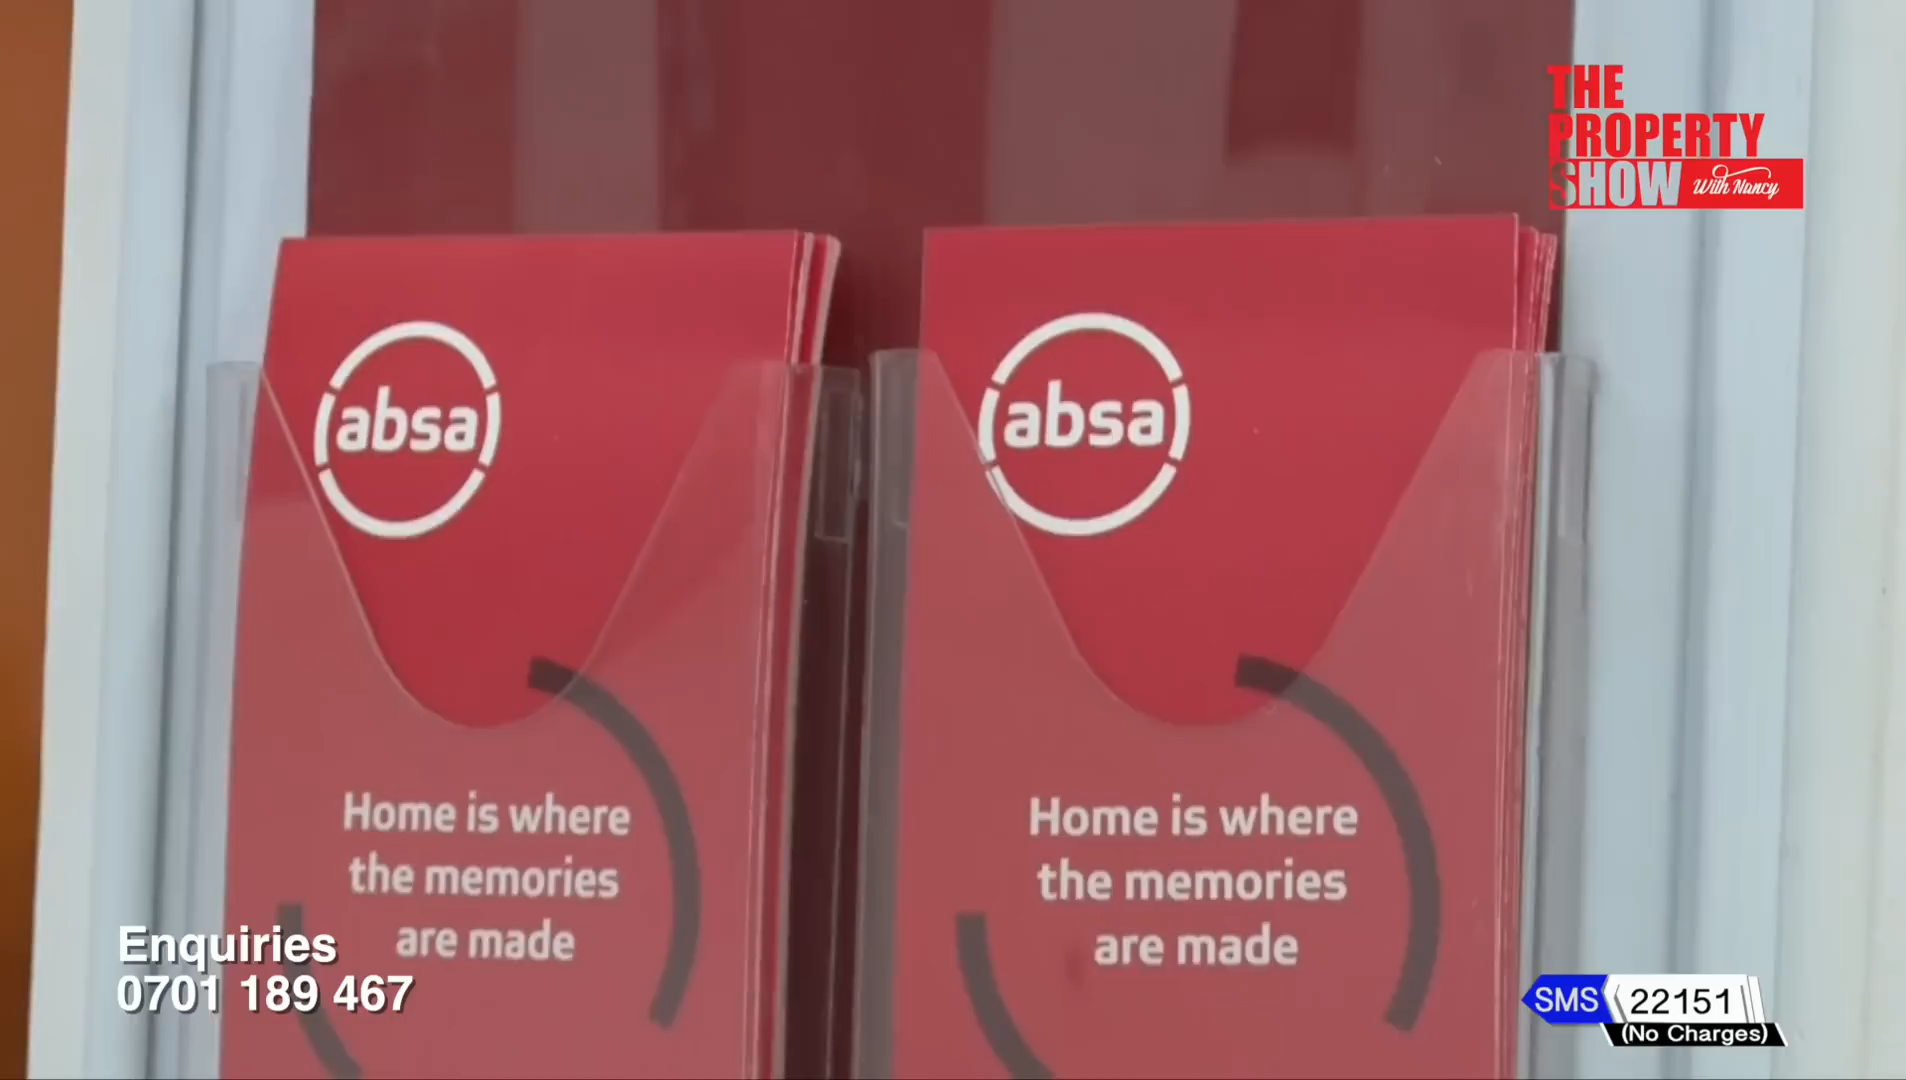 THE
PROPERTY
SHOW With Nancy
absa
absa
Home is where
the memories
are made
Home is where
the memories
are made
Enquiries
0701 189 467
SMS 22151
(No Charges)